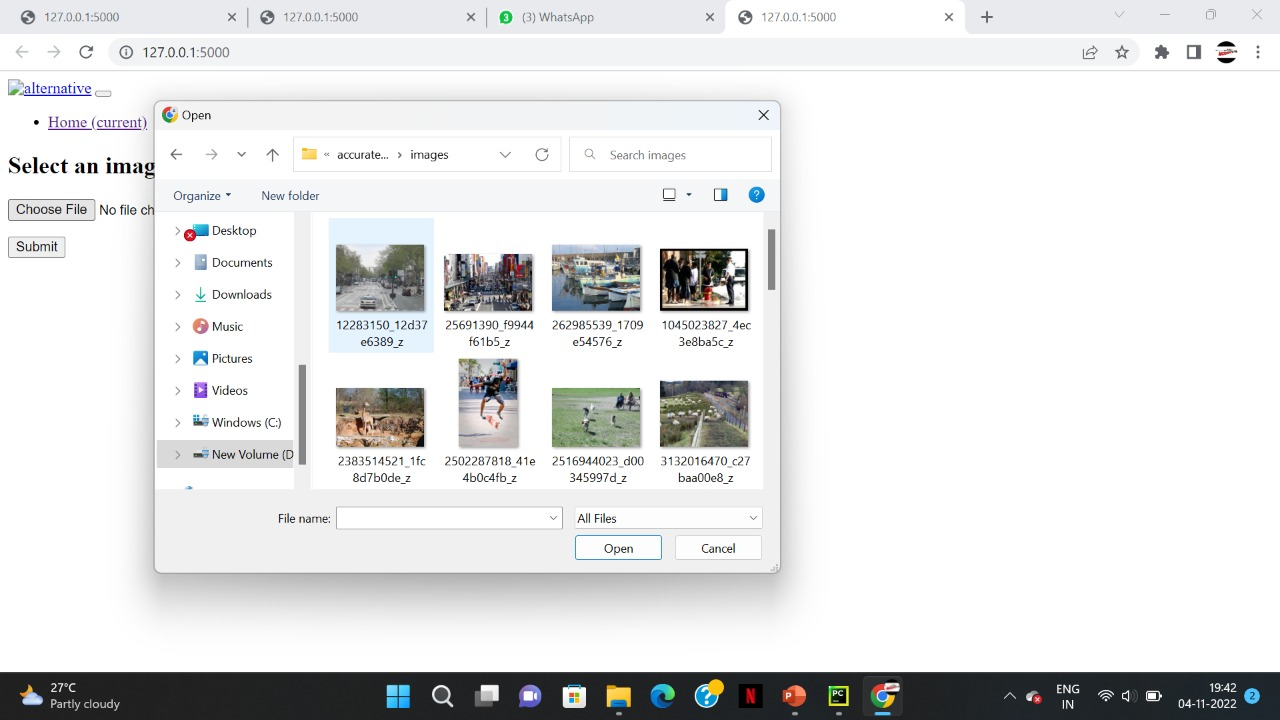 127.0.0.1:5000
127.0.0.1:5000
3
(3) WhatsApp
127.0.0.1:5000
127.0.0.1:5000
alternative
Home (current)
Select an imag
Choose File No file ch
Submit
Open
« accurate... › images
Search images
Organize
New folder
?
Desktop
Documents
Downloads
Music
Pictures
Videos
Windows (C:)
New Volume (D
12283150_12d37
e6389_z
25691390_f9944
f61b5_z
262985539_1709
e54576_z
1045023827_4ec
3e8ba5c_z
2383514521_1fc
8d7b0de_z
2502287818_41e
4b0c4fb_z
2516944023_d00
345997d_z
3132016470_c27
baa00e8_z
File name:
All Files
Open
Cancel
27°C
Partly cloudy
?
N
P
PC
ENG
IN
19:42
04-11-2022
2